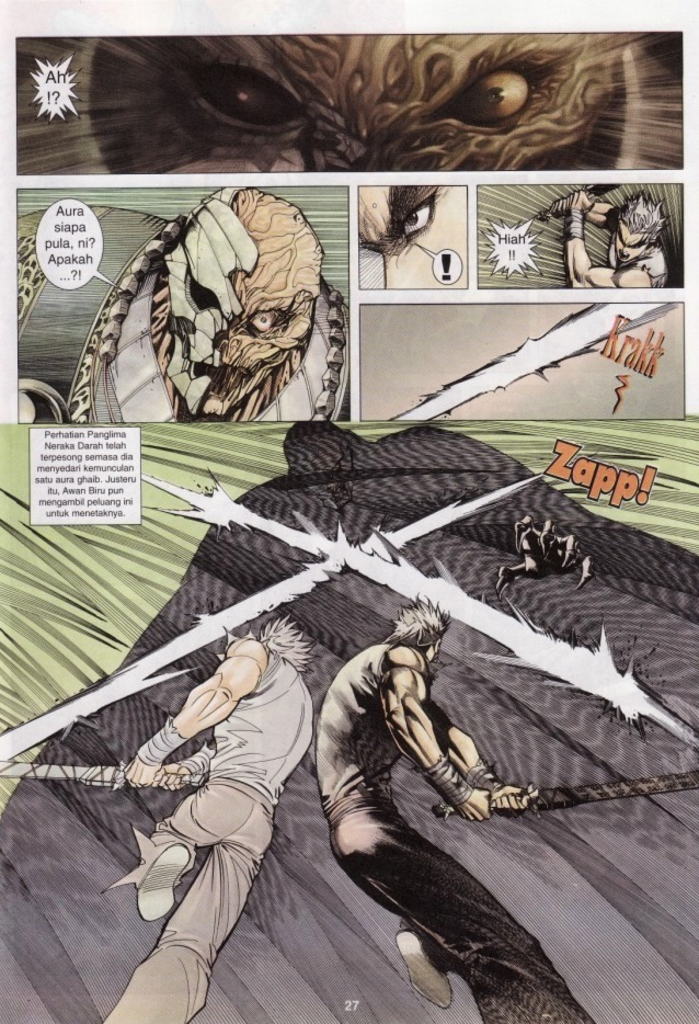 Ah
!?
Aura
siapa
pula, ni?
Apakah
...?!
!
Hiah
!!
Krakk
Perhatian Panglima
Neraka Darah telah
terpesong semasa dia
menyedari kemunculan
satu aura ghaib. Justeru
itu, Awan Biru pun
mengambil peluang ini
untuk menetaknya.
Zapp!
27